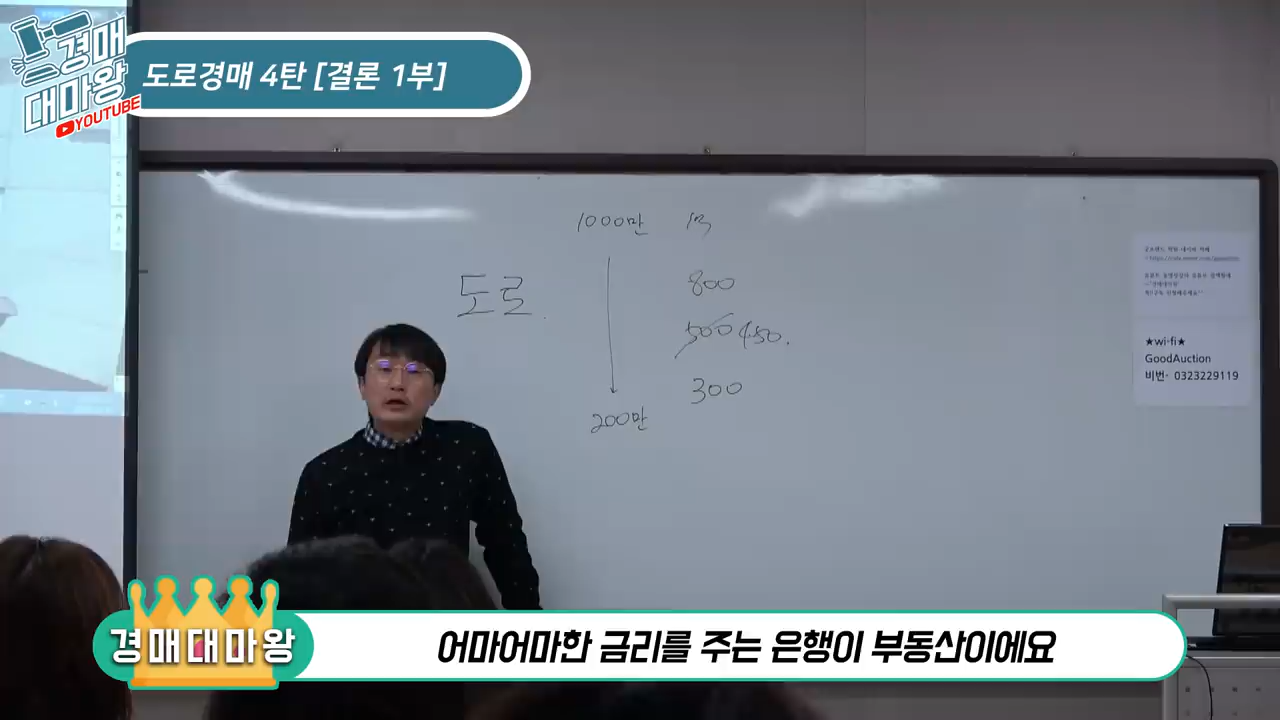 경매
대마왕
YOUTUBE
도로경매 4탄 [결론 1부]
1000만 1억
도로
800
500 450.
300
200만
★wi-fi★
GoodAuction
비번· 0323229119
경매대마왕
어마어마한 금리를 주는 은행이 부동산이에요